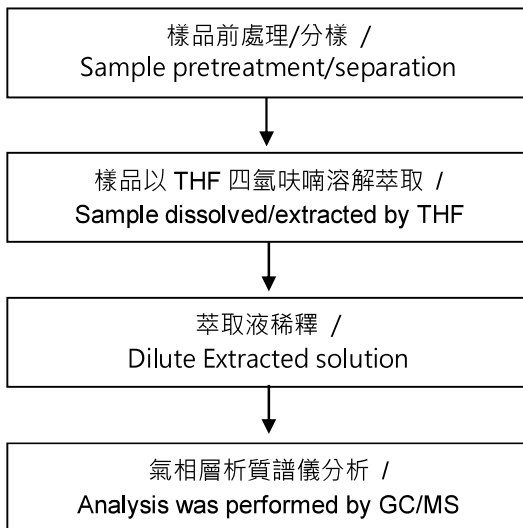 樣品前處理/分樣 /
Sample pretreatment/separation
樣品以 THF 四氫呋喃溶解萃取 /
Sample dissolved/extracted by THF
萃取液稀釋 /
Dilute Extracted solution
氣相層析質譜儀分析 /
Analysis was performed by GC/MS